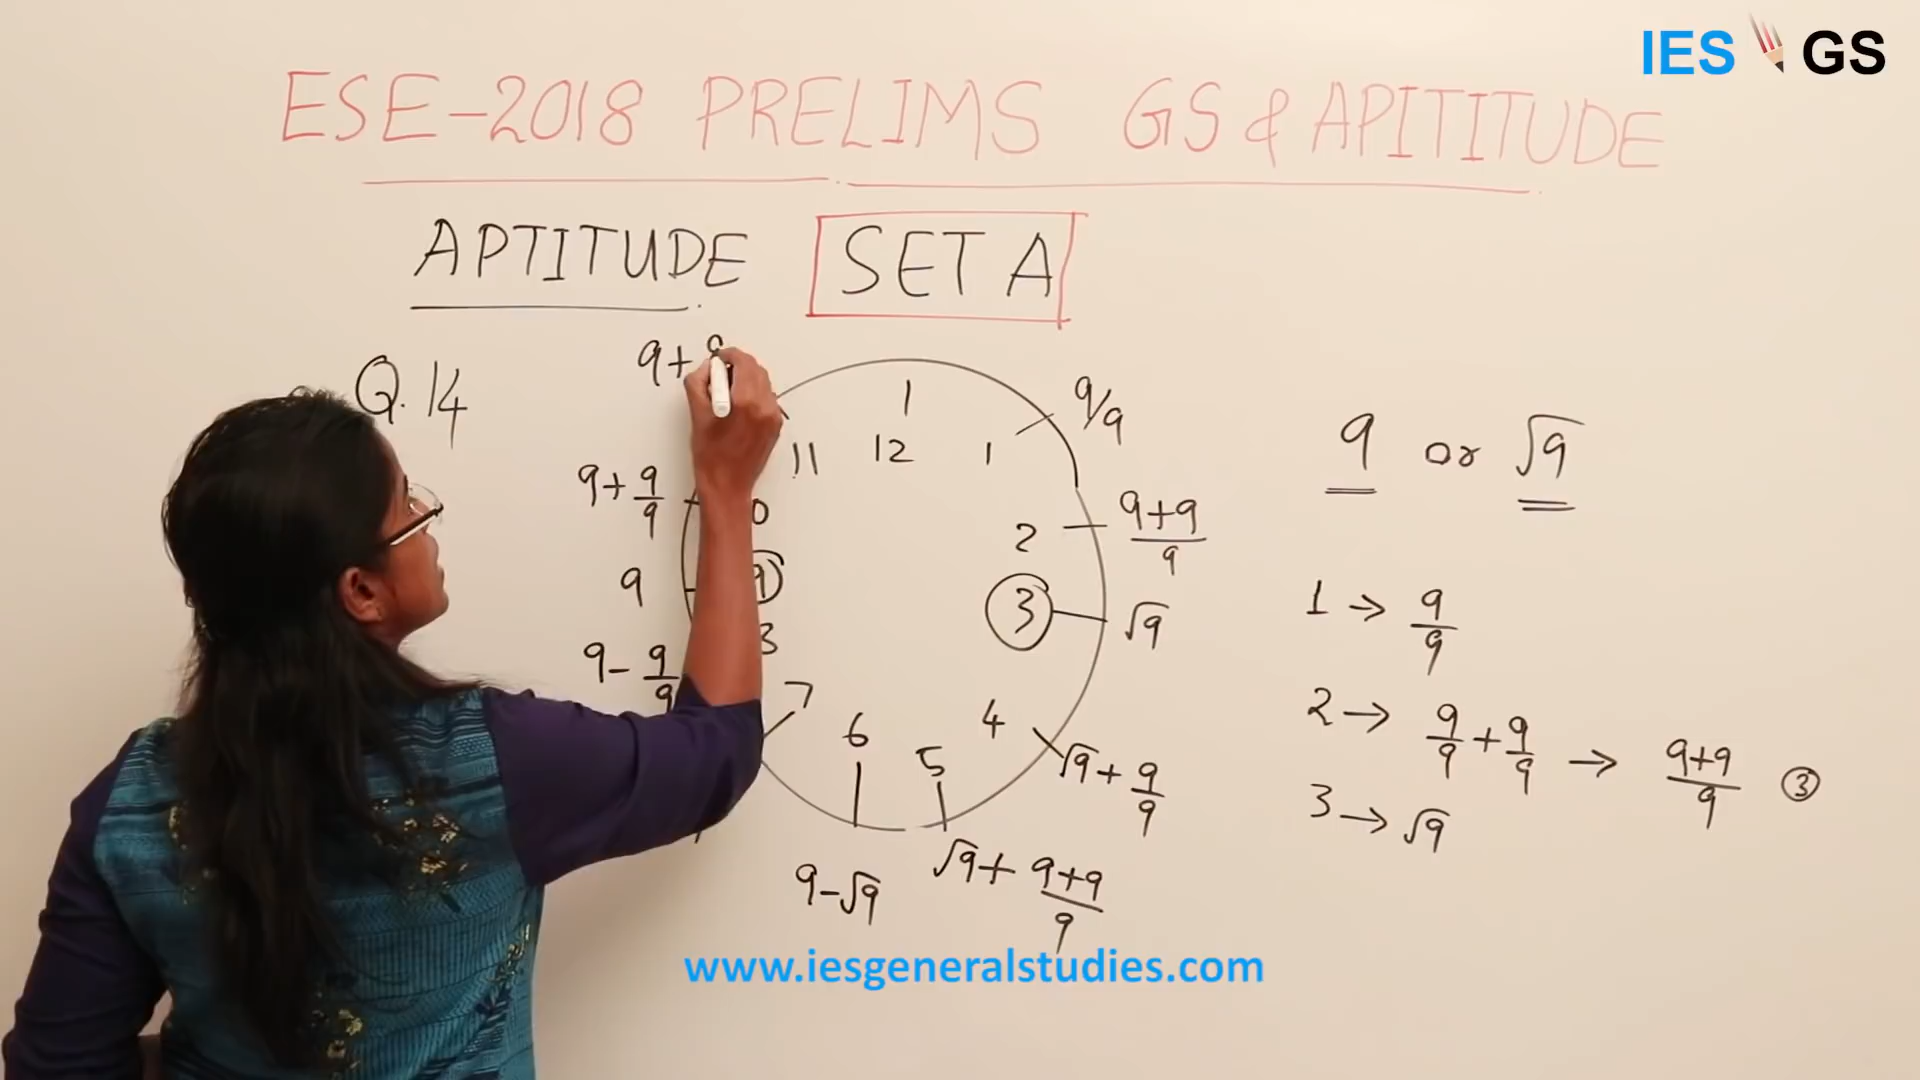 IES GS
ESE-2018 PRELIMS GS & APITITUDE
APTITUDE SET A
Q. 14
9+9
1
9/9
11 12 1
9 or √9
9+9/9
0
2
(9+9)/9
9
9
3
√9
1 → 9/9
9-9/9
3
7
6
5
4
√9+9/9
2 → 9/9+9/9 → (9+9)/9 ③
3 → √9
9-√9
√9+(9+9)/9
www.iesgeneralstudies.com